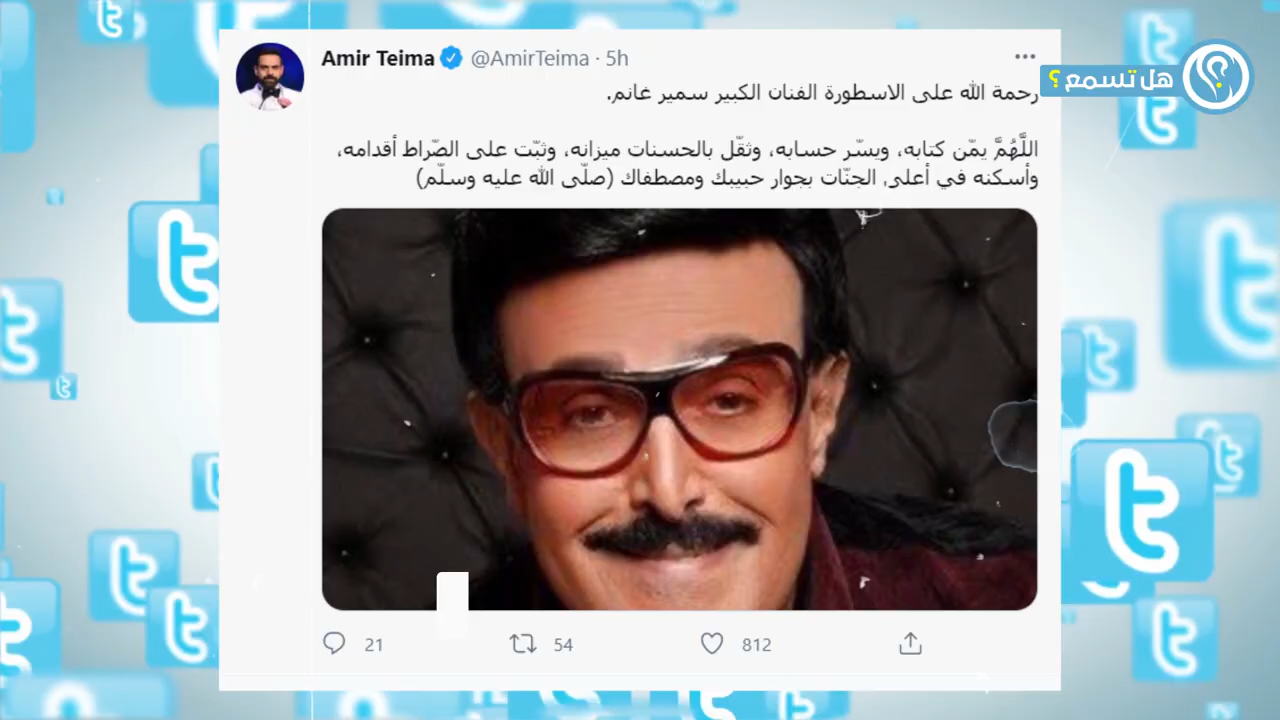 Amir Teima @AmirTeima · 5h
هل تسمع؟
رحمة الله على الاسطورة الفنان الكبير سمير غانم.
اللَّهُمَّ يمّن كتابه، ويسّر حسابه، وثقّل بالحسنات ميزانه، وثبّت على الصّراط أقدامه،
وأسكنه في أعلى الجنّات بجوار حبيبك ومصطفاك (صلّى الله عليه وسلّم)
21 54 812